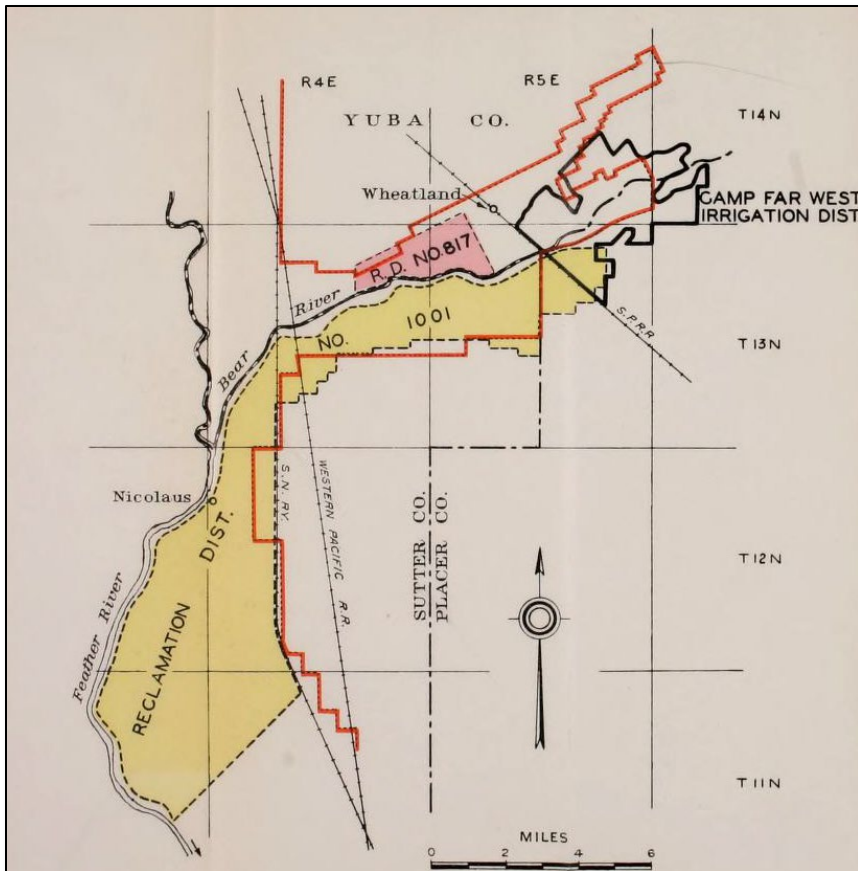 R4E
R5E
YUBA CO.
T14N
Wheatland
CAMP FAR WEST
IRRIGATION DIST.
R.D. NO. 817
River
Bear
NO. 1001
S.P.R.R
T13N
Nicolaus
DIST.
S.N. RY.
WESTERN PACIFIC R.R.
SUTTER CO.
PLACER CO.
T12N
Feather River
RECLAMATION
T11N
MILES
0 2 4 6